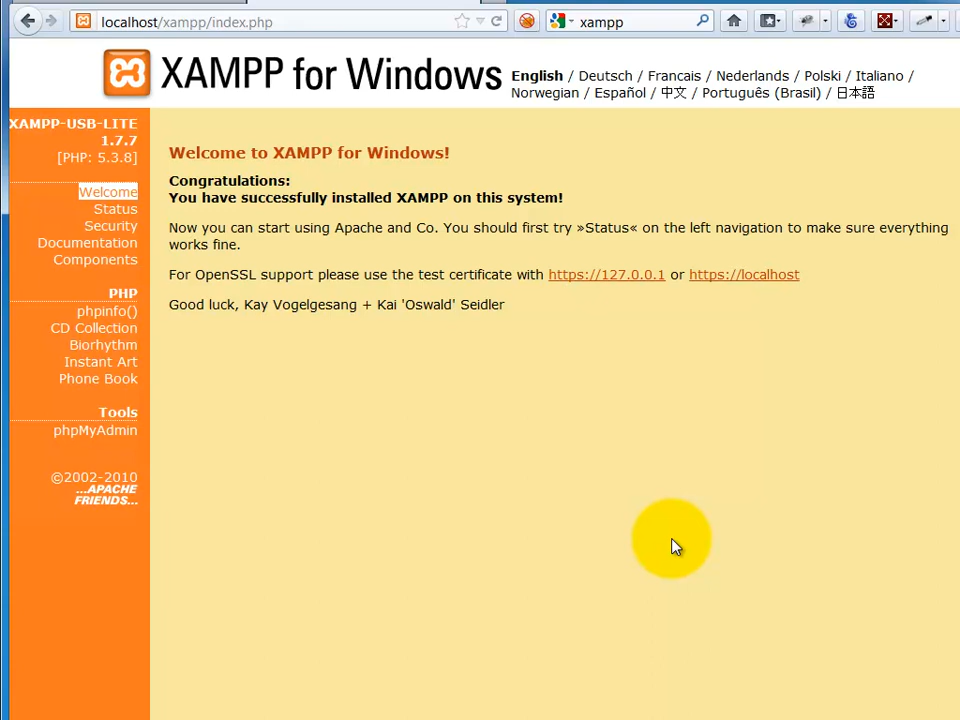 localhost/xampp/index.php
xampp
XAMPP for Windows
English / Deutsch / Francais / Nederlands / Polski / Italiano /
Norwegian / Español / 中文 / Português (Brasil) / 日本語
XAMPP-USB-LITE
1.7.7
[PHP: 5.3.8]
Welcome
Status
Security
Documentation
Components
PHP
phpinfo()
CD Collection
Biorhythm
Instant Art
Phone Book
Tools
phpMyAdmin
©2002-2010
...APACHE
FRIENDS...
Welcome to XAMPP for Windows!
Congratulations:
You have successfully installed XAMPP on this system!
Now you can start using Apache and Co. You should first try »Status« on the left navigation to make sure everything
works fine.
For OpenSSL support please use the test certificate with https://127.0.0.1 or https://localhost
Good luck, Kay Vogelgesang + Kai 'Oswald' Seidler